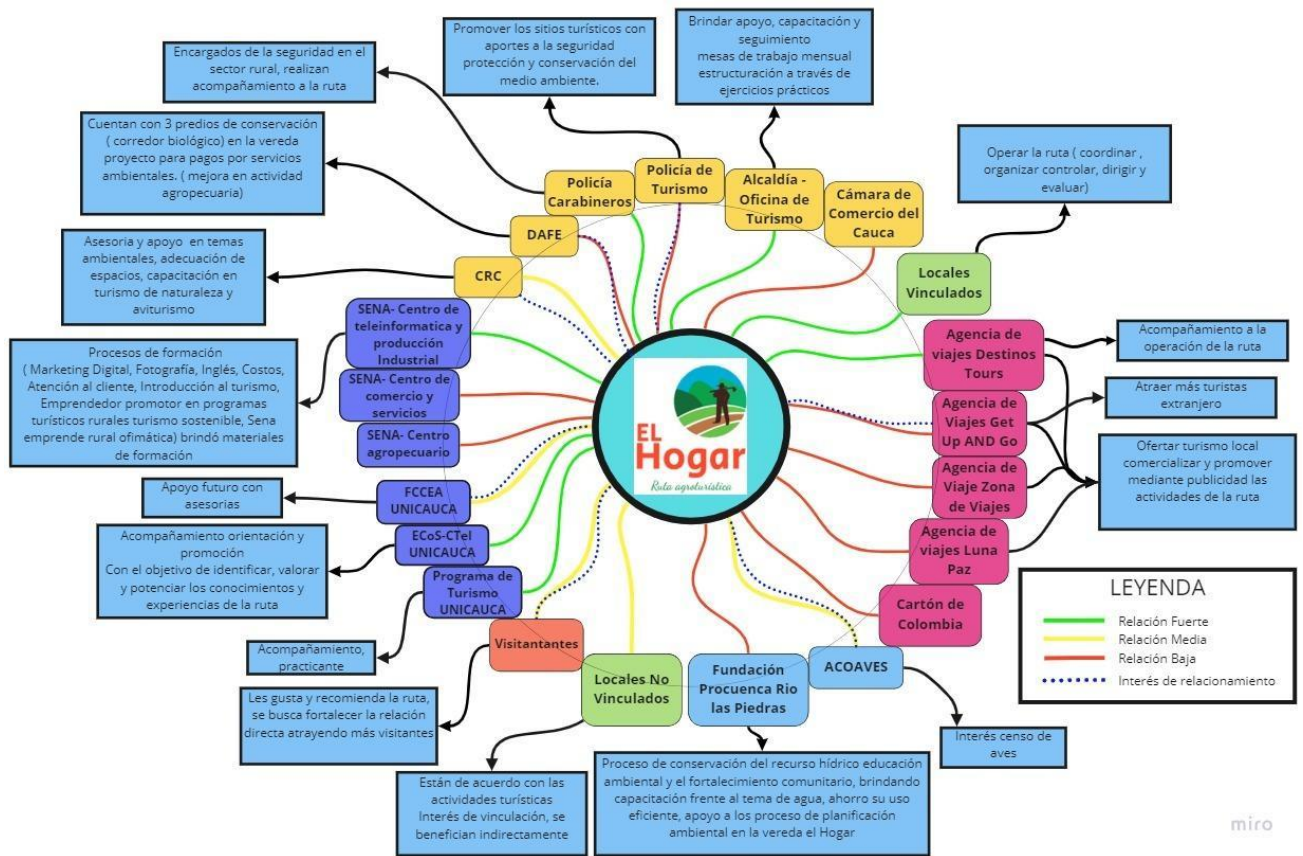 Encargados de la seguridad en el
sector rural, realizan
acompañamiento a la ruta
Promover los sitios turísticos con
aportes a la seguridad
protección y conservación del
medio ambiente.
Brindar apoyo, capacitación y
seguimiento
mesas de trabajo mensual
estructuración a través de
ejercicios prácticos
Cuentan con 3 predios de conservación
( corredor biológico) en la vereda
proyecto para pagos por servicios
ambientales. ( mejora en actividad
agropecuaria)
Operar la ruta ( coordinar ,
organizar controlar, dirigir y
evaluar)
Policía
Carabineros
Policía de
Turismo
Alcaldía -
Oficina de
Turismo
Cámara de
Comercio del
Cauca
DAFE
CRC
Locales
Vinculados
Asesoria y apoyo en temas
ambientales, adecuación de
espacios, capacitación en
turismo de naturaleza y
aviturismo
SENA- Centro de
teleinformatica y
producción
Industrial
Agencia de
viajes Destinos
Tours
Acompañamiento a la
operación de la ruta
Procesos de formación
( Marketing Digital, Fotografía, Inglés, Costos,
Atención al cliente, Introducción al turismo,
Emprendedor promotor en programas
turísticos rurales turismo sostenible, Sena
emprende rural ofimática) brindó materiales
de formación
SENA- Centro de
comercio y
servicios
SENA- Centro
agropecuario
EL
Hogar
Ruta agroturística
Agencia de
Viajes Get
Up AND Go
Atraer más turistas
extranjero
Agencia de
Viaje Zona
de Viajes
Ofertar turismo local
comercializar y promover
mediante publicidad las
actividades de la ruta
Apoyo futuro con
asesorias
FCCEA
UNICAUCA
Agencia de
viajes Luna
Paz
Acompañamiento orientación y
promoción
Con el objetivo de identificar, valorar
y potenciar los conocimientos y
experiencias de la ruta
ECoS-CTeI
UNICAUCA
Programa de
Turismo
UNICAUCA
Cartón de
Colombia
LEYENDA
Relación Fuerte
Relación Media
Relación Baja
Interés de relacionamiento
Acompañamiento,
practicante
Visitantantes
Locales No
Vinculados
Fundación
Procuenca Rio
las Piedras
ACOAVES
Les gusta y recomienda la ruta,
se busca fortalecer la relación
directa atrayendo más visitantes
Interés censo de
aves
Están de acuerdo con las
actividades turísticas
Interés de vinculación, se
benefician indirectamente
Proceso de conservación del recurso hídrico educación
ambiental y el fortalecimiento comunitario, brindando
capacitación frente al tema de agua, ahorro su uso
eficiente, apoyo a los proceso de planificación
ambiental en la vereda el Hogar
miro